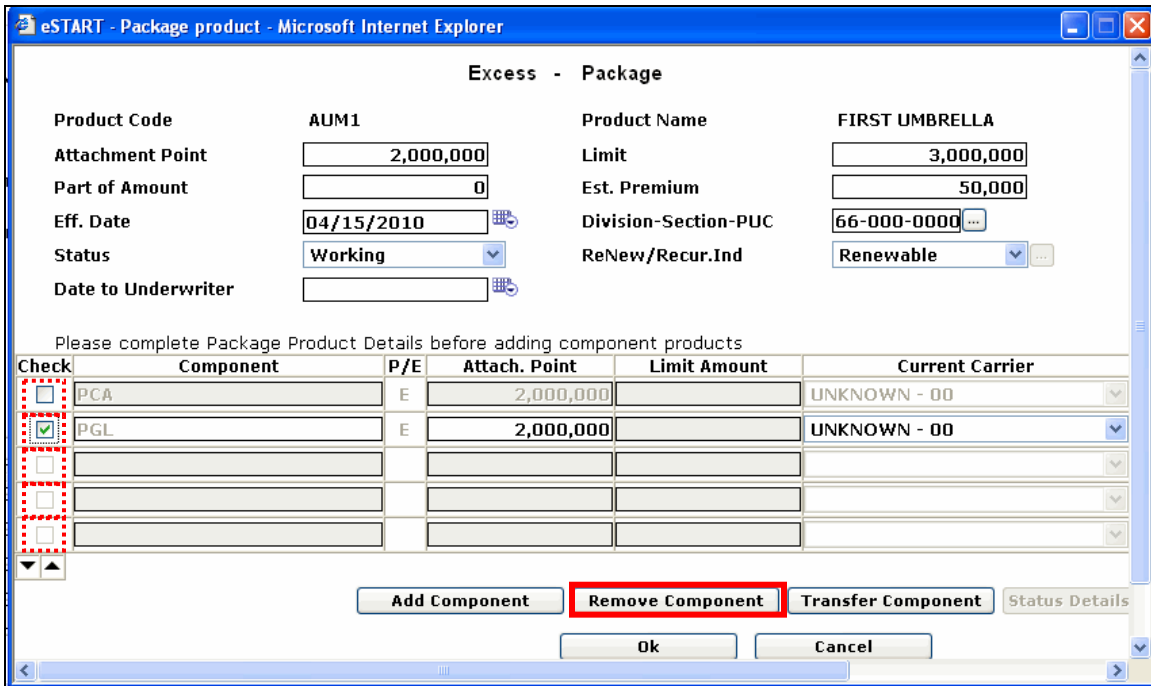 eSTART - Package product - Microsoft Internet Explorer
Excess - Package
Product Code AUM1 Product Name FIRST UMBRELLA
Attachment Point 2,000,000 Limit 3,000,000
Part of Amount 0 Est. Premium 50,000
Eff. Date 04/15/2010 Division-Section-PUC 66-000-0000 ...
Status Working ReNew/Recur.Ind Renewable ...
Date to Underwriter
Please complete Package Product Details before adding component products
Check Component P/E Attach. Point Limit Amount Current Carrier
PCA E 2,000,000 UNKNOWN - 00
PGL E 2,000,000 UNKNOWN - 00
Add Component Remove Component Transfer Component Status Details
Ok Cancel